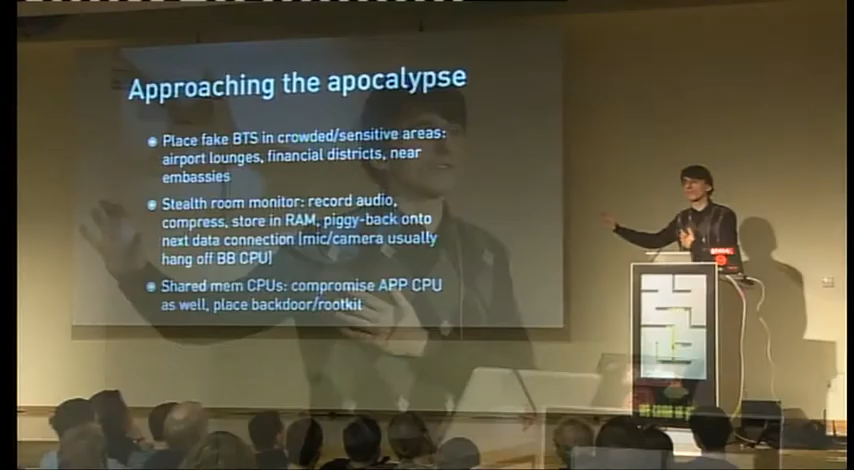 Approaching the apocalypse
Place fake BTS in crowded/sensitive areas:
airport lounges, financial districts, near
embassies
Stealth room monitor: record audio,
compress, store in RAM, piggy-back onto
next data connection (mic/camera usually
hang off BB CPU)
Shared mem CPUs: compromise APP CPU
as well, place backdoor/rootkit